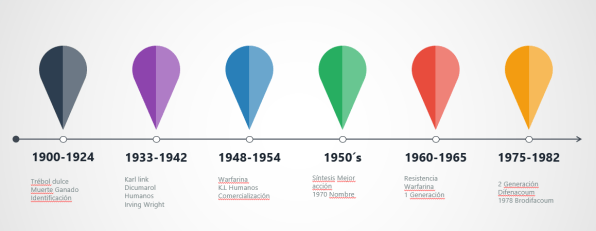 1900-1924
Trébol dulce
Muerte Ganado
Identificación
1933-1942
Karl link
Dicumarol
Humanos
Irving Wright
1948-1954
Warfarina
K.L Humanos
Comercialización
1950´s
Síntesis Mejor
acción
1970 Nombre
1960-1965
Resistencia
Warfarina
1 Generación
1975-1982
2 Generación
Difenacoum
1978 Brodifacoum